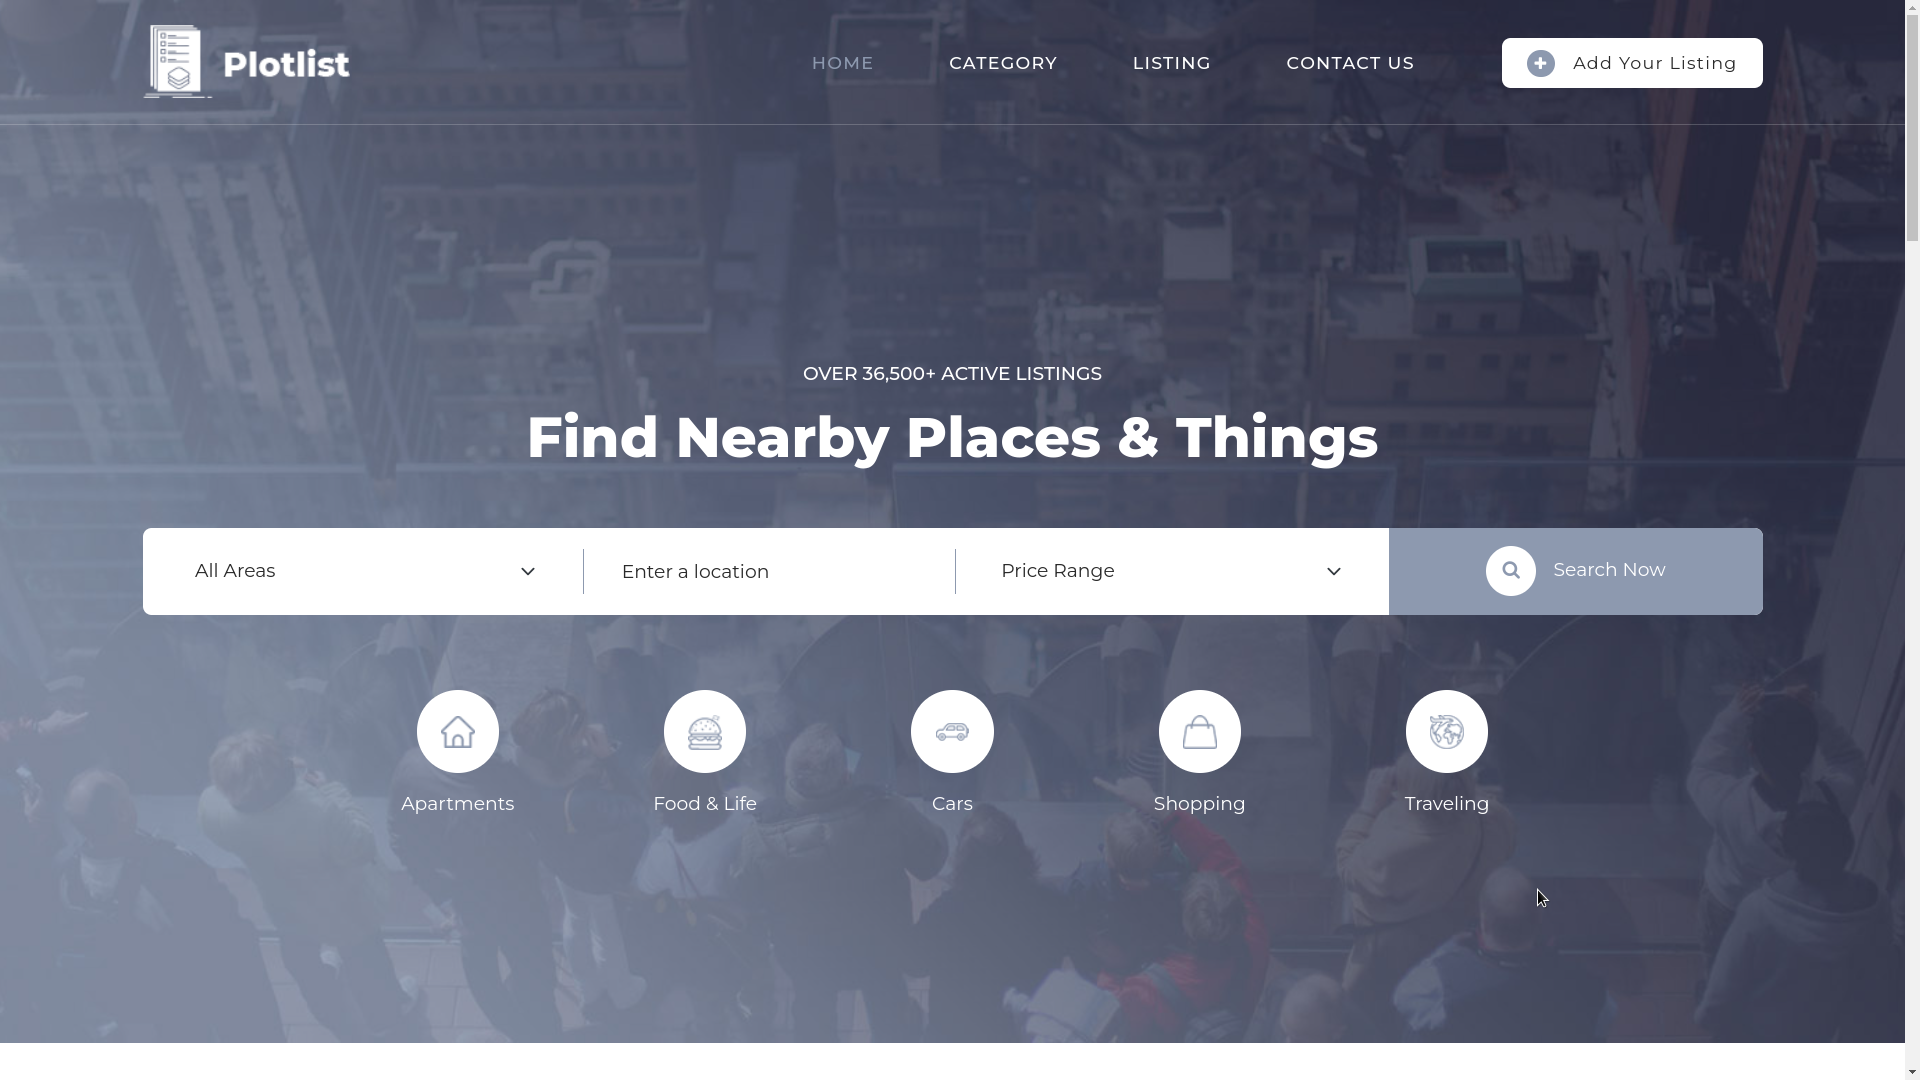 Plotlist
HOME
CATEGORY
LISTING
CONTACT US
Add Your Listing
OVER 36,500+ ACTIVE LISTINGS
Find Nearby Places & Things
All Areas
Enter a location
Price Range
Search Now
Apartments
Food & Life
Cars
Shopping
Traveling